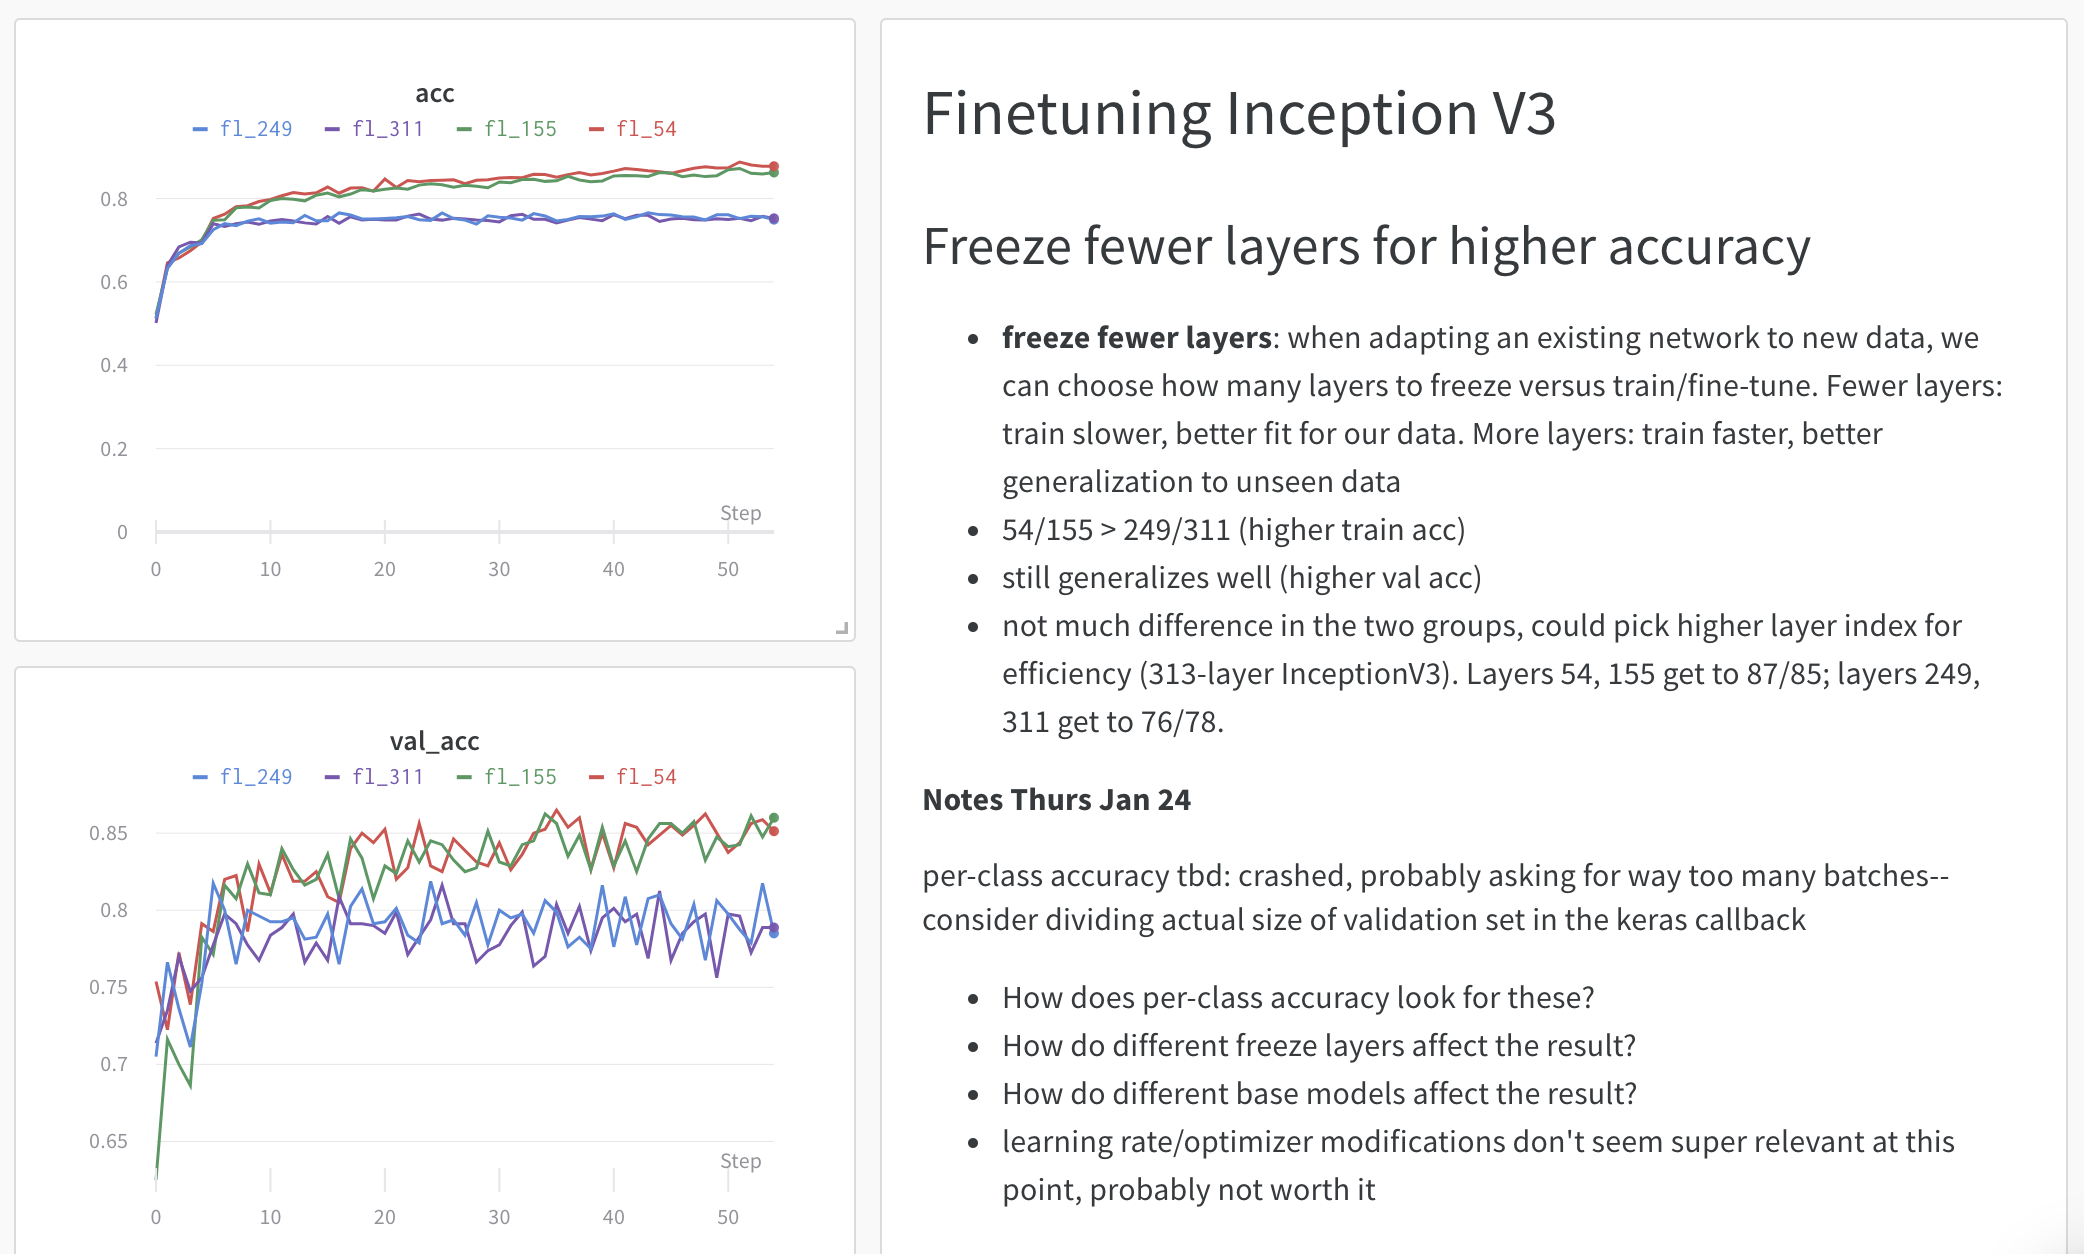 acc
fl_249 fl_311 fl_155 fl_54
0.8
0.6
0.4
0.2
0
Step
0 10 20 30 40 50
val_acc
fl_249 fl_311 fl_155 fl_54
0.85
0.8
0.75
0.7
0.65
Step
0 10 20 30 40 50
Finetuning Inception V3
Freeze fewer layers for higher accuracy
• freeze fewer layers: when adapting an existing network to new data, we
can choose how many layers to freeze versus train/fine-tune. Fewer layers:
train slower, better fit for our data. More layers: train faster, better
generalization to unseen data
• 54/155 > 249/311 (higher train acc)
• still generalizes well (higher val acc)
• not much difference in the two groups, could pick higher layer index for
efficiency (313-layer InceptionV3). Layers 54, 155 get to 87/85; layers 249,
311 get to 76/78.
Notes Thurs Jan 24
per-class accuracy tbd: crashed, probably asking for way too many batches--
consider dividing actual size of validation set in the keras callback
• How does per-class accuracy look for these?
• How do different freeze layers affect the result?
• How do different base models affect the result?
• learning rate/optimizer modifications don't seem super relevant at this
point, probably not worth it